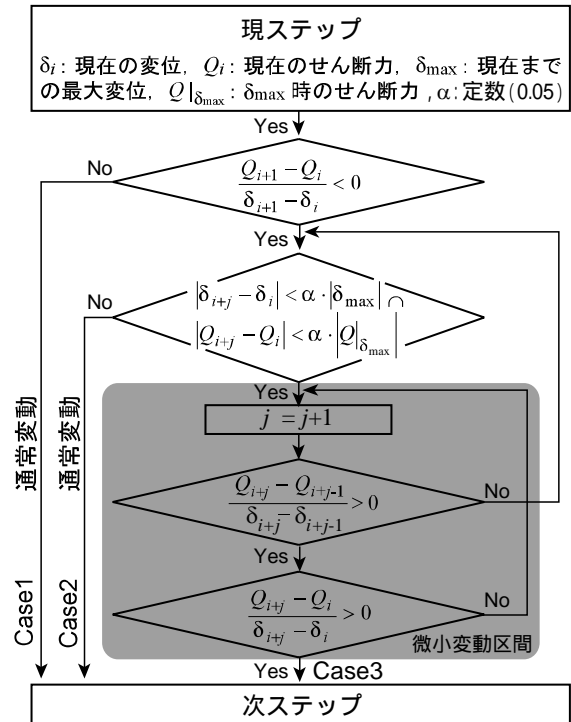 現ステップ
δi : 現在の変位, Qi : 現在のせん断力, δmax : 現在まで
の最大変位, Q|δmax : δmax 時のせん断力 , α: 定数(0.05)
Yes
No
(Qi+1 − Qi)/(δi+1 − δi) < 0
Yes
No
|δi+j − δi| < α · |δmax| ∩
|Qi+j − Qi| < α · |Q|δmax|
Yes
j = j+1
(Qi+j − Qi+j-1)/(δi+j − δi+j-1) > 0
No
Yes
(Qi+j − Qi)/(δi+j − δi) > 0
No
微小変動区間
通常変動
通常変動
Case1
Case2
Yes
Case3
次ステップ